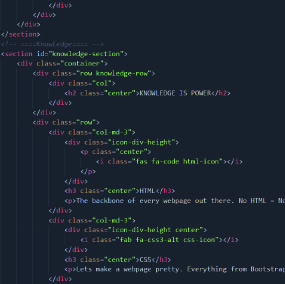 </div>
</div>
</div>
</section>
<!-- ::::Knowledge:::: -->
<section id="knowledge-section">
<div class="container">
<div class="row knowledge-row">
<div class="col">
<h2 class="center">KNOWLEDGE IS POWER</h2>
</div>
</div>
<div class="row">
<div class="col-md-3">
<div class="icon-div-height">
<p class="center">
<i class="fas fa-code html-icon"></i>
</p>
</div>
<h3 class="center">HTML</h3>
<p>The backbone of every webpage out there. No HTML = No
</div>
<div class="col-md-3">
<div class="icon-div-height center">
<i class="fab fa-css3-alt css-icon"></i>
</div>
<h3 class="center">CSS</h3>
<p>Lets make a webpage pretty. Everything from Bootstrap
</div>